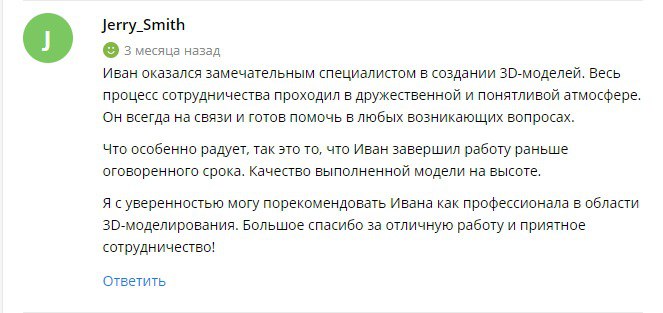 J
Jerry_Smith
3 месяца назад
Иван оказался замечательным специалистом в создании 3D-моделей. Весь
процесс сотрудничества проходил в дружественной и понятливой атмосфере.
Он всегда на связи и готов помочь в любых возникающих вопросах.
Что особенно радует, так это то, что Иван завершил работу раньше
оговоренного срока. Качество выполненной модели на высоте.
Я с уверенностью могу порекомендовать Ивана как профессионала в области
3D-моделирования. Большое спасибо за отличную работу и приятное
сотрудничество!
Ответить